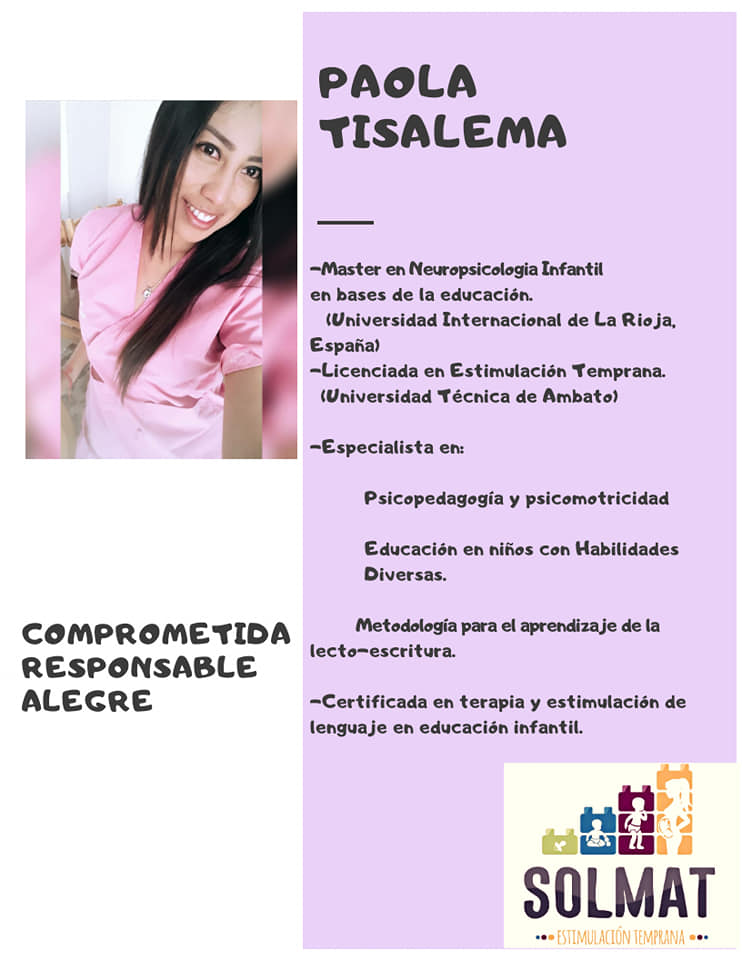 PAOLA
TISALEMA
-Master en Neuropsicologia Infantil
en bases de la educación.
(Universidad Internacional de La Rioja,
España)
-Licenciada en Estimulación Temprana.
(Universidad Técnica de Ambato)
-Especialista en:
Psicopedagogía y psicomotricidad
Educación en niños con Habilidades
Diversas.
Metodología para el aprendizaje de la
lecto-escritura.
-Certificada en terapia y estimulación de
lenguaje en educación infantil.
COMPROMETIDA
RESPONSABLE
ALEGRE
SOLMAT
ESTIMULACIÓN TEMPRANA